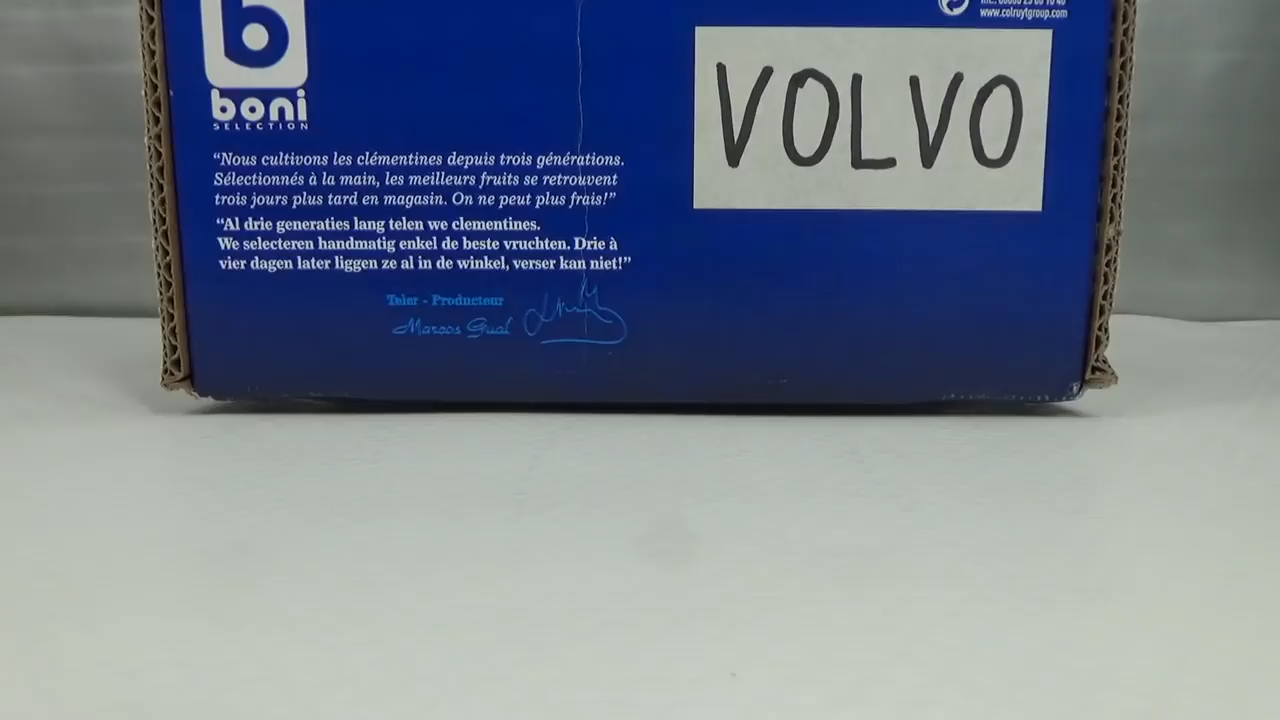 b
boni
SELECTION
www.colruytgroup.com
VOLVO
“Nous cultivons les clémentines depuis trois générations.
Sélectionnés à la main, les meilleurs fruits se retrouvent
trois jours plus tard en magasin. On ne peut plus frais!”
“Al drie generaties lang telen we clementines.
We selecteren handmatig enkel de beste vruchten. Drie à
vier dagen later liggen ze al in de winkel, verser kan niet!”
Teler - Producteur
Marcos Gual